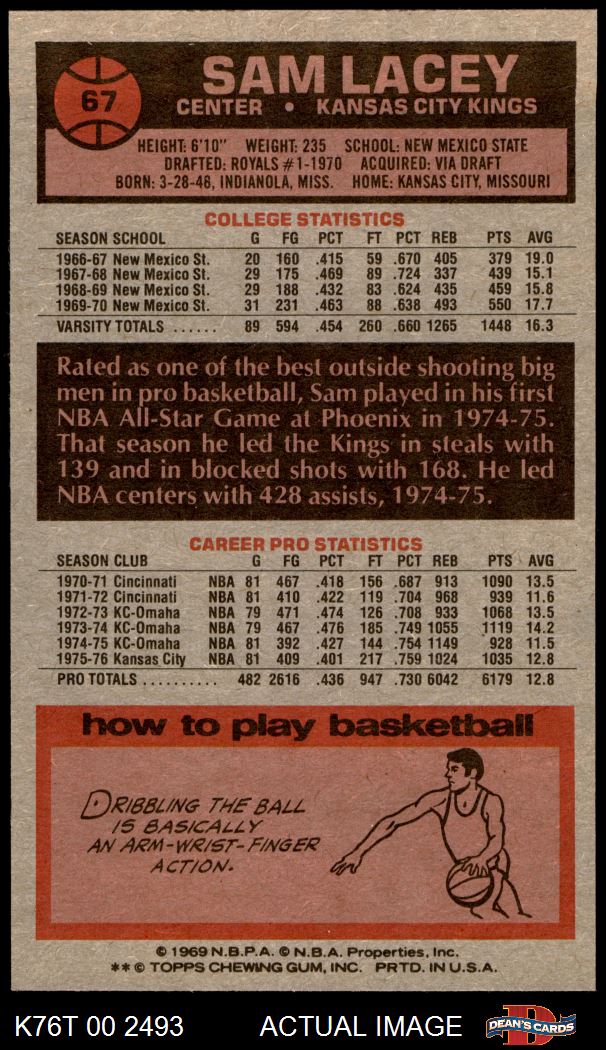 67
SAM LACEY
CENTER • KANSAS CITY KINGS
HEIGHT: 6'10" WEIGHT: 235 SCHOOL: NEW MEXICO STATE
DRAFTED: ROYALS #1-1970 ACQUIRED: VIA DRAFT
BORN: 3-28-48, INDIANOLA, MISS. HOME: KANSAS CITY, MISSOURI
COLLEGE STATISTICS
SEASON SCHOOL G FG PCT FT PCT REB PTS AVG
1966-67 New Mexico St. 20 160 .415 59 .670 405 379 19.0
1967-68 New Mexico St. 29 175 .469 89 .724 337 439 15.1
1968-69 New Mexico St. 29 188 .432 83 .624 435 459 15.8
1969-70 New Mexico St. 31 231 .463 88 .638 493 550 17.7
VARSITY TOTALS ...... 89 594 .454 260 .660 1265 1448 16.3
Rated as one of the best outside shooting big
men in pro basketball, Sam played in his first
NBA All-Star Game at Phoenix in 1974-75.
That season he led the Kings in steals with
139 and in blocked shots with 168. He led
NBA centers with 428 assists, 1974-75.
CAREER PRO STATISTICS
SEASON CLUB G FG PCT FT PCT REB PTS AVG
1970-71 Cincinnati NBA 81 467 .418 156 .687 913 1090 13.5
1971-72 Cincinnati NBA 81 410 .422 119 .704 968 939 11.6
1972-73 KC-Omaha NBA 79 471 .474 126 .708 933 1068 13.5
1973-74 KC-Omaha NBA 79 467 .476 185 .749 1055 1119 14.2
1974-75 KC-Omaha NBA 81 392 .427 144 .754 1149 928 11.5
1975-76 Kansas City NBA 81 409 .401 217 .759 1024 1035 12.8
PRO TOTALS .......... 482 2616 .436 947 .730 6042 6179 12.8
how to play basketball
DRIBBLING THE BALL
IS BASICALLY
AN ARM-WRIST-FINGER
ACTION.
© 1969 N.B.P.A. © N.B.A. Properties, Inc.
** © TOPPS CHEWING GUM, INC. PRTD. IN U.S.A.
K76T 00 2493 ACTUAL IMAGE D DEAN'S CARDS